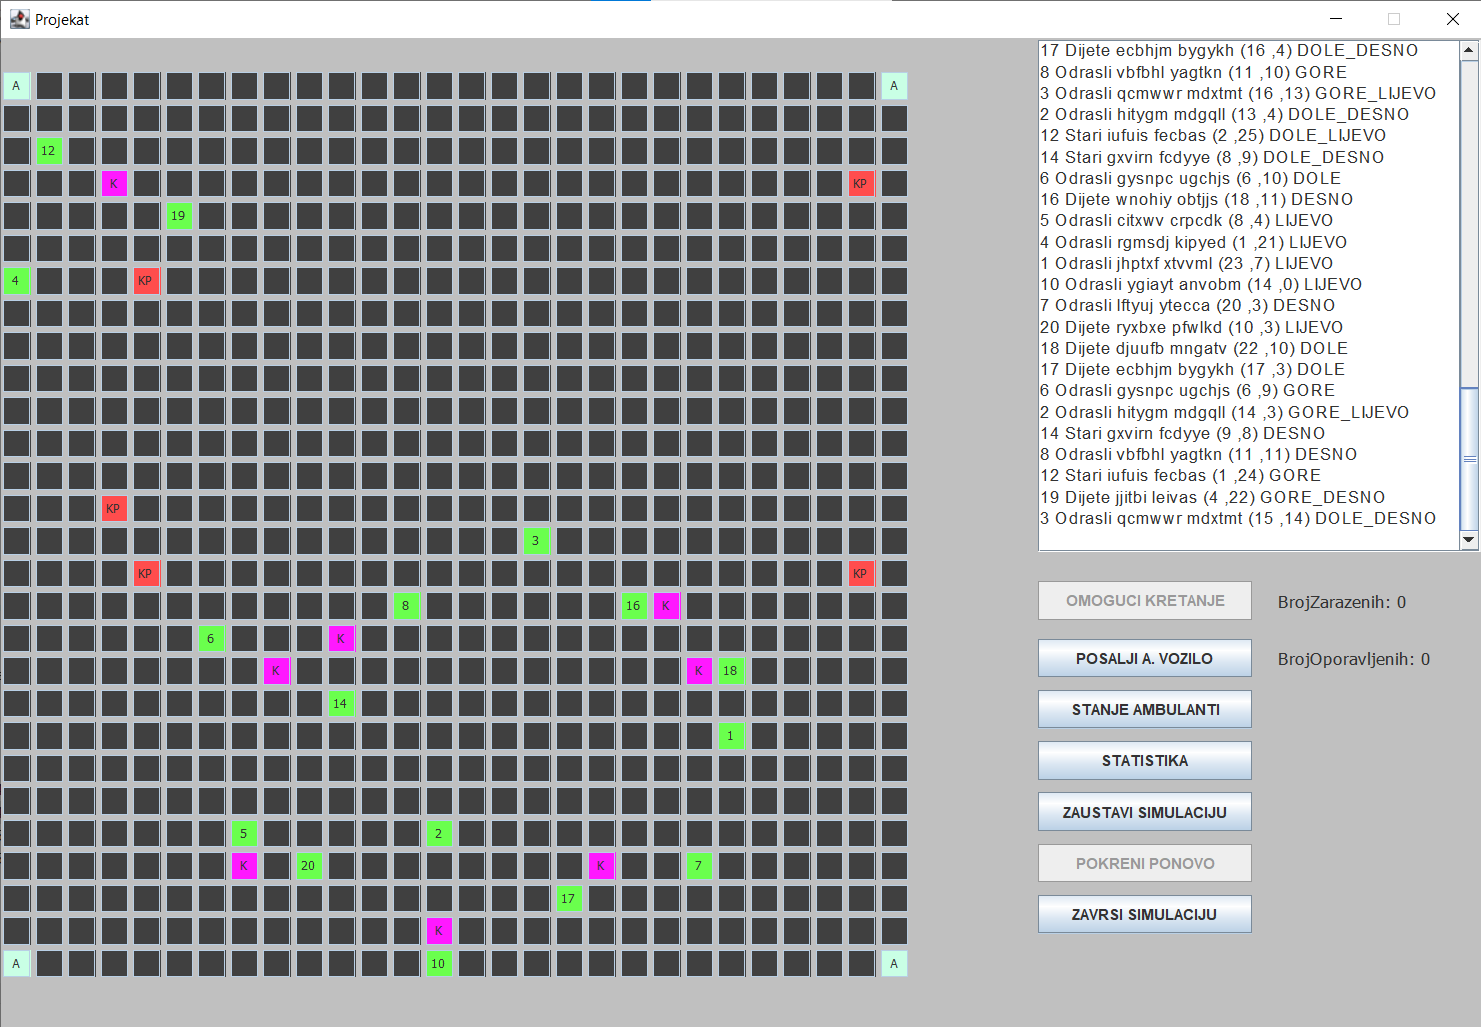 Projekat
A A
12
K KP
19
4 KP
KP
3
KP KP
8 16 K
6 K
K K 18
14
1
5 2
K 20 K 7
17
K
A 10 A
17 Dijete ecbhjm bygykh (16 ,4) DOLE_DESNO
8 Odrasli vbfbhl yagtkn (11 ,10) GORE
3 Odrasli qcmwwr mdxtmt (16 ,13) GORE_LIJEVO
2 Odrasli hitygm mdgqll (13 ,4) DOLE_DESNO
12 Stari iufuis fecbas (2 ,25) DOLE_LIJEVO
14 Stari gxvirn fcdyye (8 ,9) DOLE_DESNO
6 Odrasli gysnpc ugchjs (6 ,10) DOLE
16 Dijete wnohiy obtjjs (18 ,11) DESNO
5 Odrasli citxwv crpcdk (8 ,4) LIJEVO
4 Odrasli rgmsdj kipyed (1 ,21) LIJEVO
1 Odrasli jhptxf xtvvml (23 ,7) LIJEVO
10 Odrasli ygiayt anvobm (14 ,0) LIJEVO
7 Odrasli lftyuj ytecca (20 ,3) DESNO
20 Dijete ryxbxe pfwlkd (10 ,3) LIJEVO
18 Dijete djuufb mngatv (22 ,10) DOLE
17 Dijete ecbhjm bygykh (17 ,3) DOLE
6 Odrasli gysnpc ugchjs (6 ,9) GORE
2 Odrasli hitygm mdgqll (14 ,3) GORE_LIJEVO
14 Stari gxvirn fcdyye (9 ,8) DESNO
8 Odrasli vbfbhl yagtkn (11 ,11) DESNO
12 Stari iufuis fecbas (1 ,24) GORE
19 Dijete jjitbi leivas (4 ,22) GORE_DESNO
3 Odrasli qcmwwr mdxtmt (15 ,14) DOLE_DESNO
OMOGUCI KRETANJE BrojZarazenih: 0
POSALJI A. VOZILO BrojOporavljenih: 0
STANJE AMBULANTI
STATISTIKA
ZAUSTAVI SIMULACIJU
POKRENI PONOVO
ZAVRSI SIMULACIJU